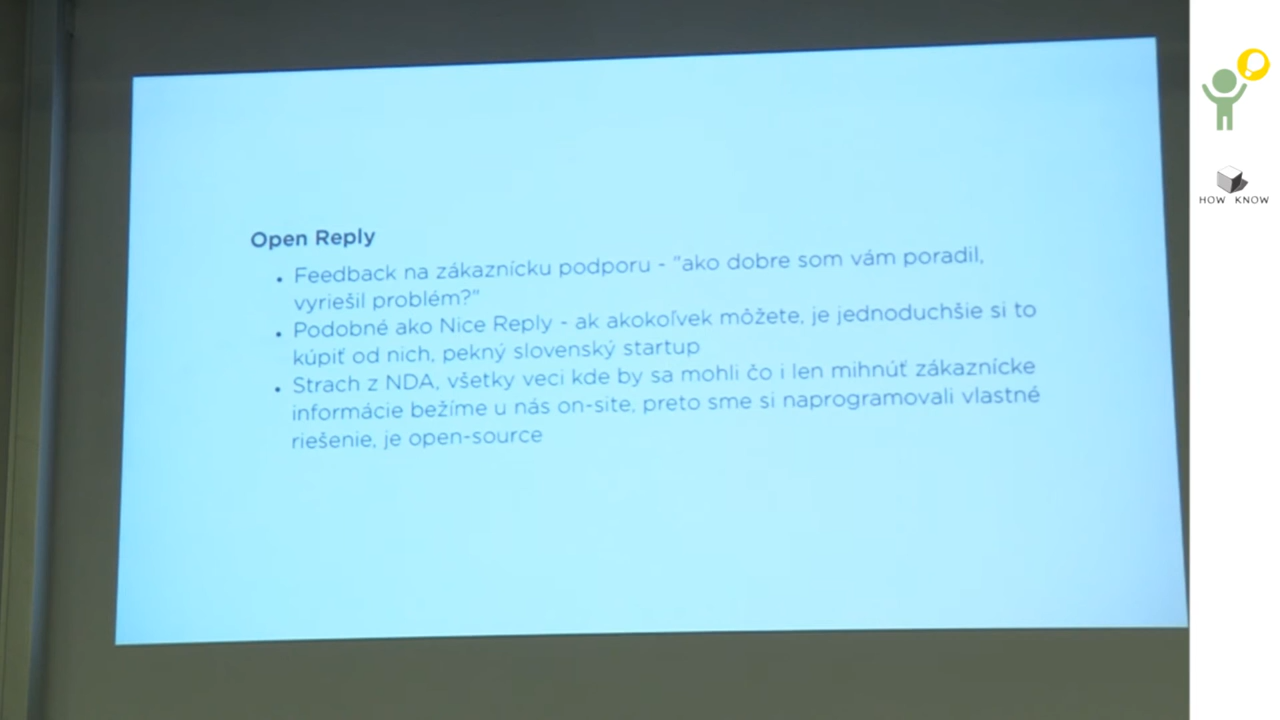 Open Reply
• Feedback na zákaznícku podporu - "ako dobre som vám poradil,
vyriešil problém?"
• Podobné ako Nice Reply - ak akokoľvek môžete, je jednoduchšie si to
kúpiť od nich, pekný slovenský startup
• Strach z NDA, všetky veci kde by sa mohli čo i len mihnúť zákaznícke
informácie bežíme u nás on-site, preto sme si naprogramovali vlastné
riešenie, je open-source
HOW KNOW